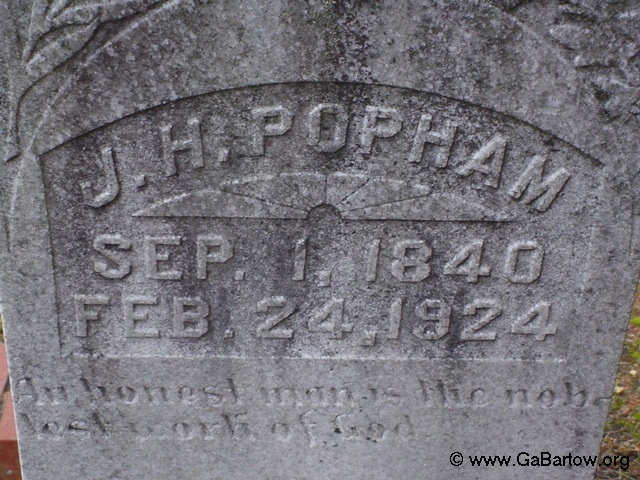 J. H. POPHAM
SEP. 1, 1840
FEB. 24, 1924
An honest man is the nob-
lest work of God
© www.GaBartow.org